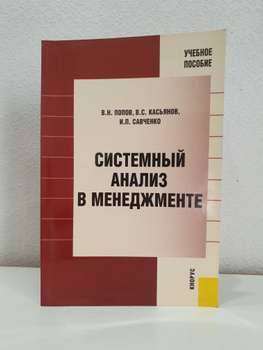 УЧЕБНОЕ
ПОСОБИЕ
В.Н. ПОПОВ, В.С. КАСЬЯНОВ,
И.П. САВЧЕНКО
СИСТЕМНЫЙ
АНАЛИЗ
В МЕНЕДЖМЕНТЕ
КНОРУС